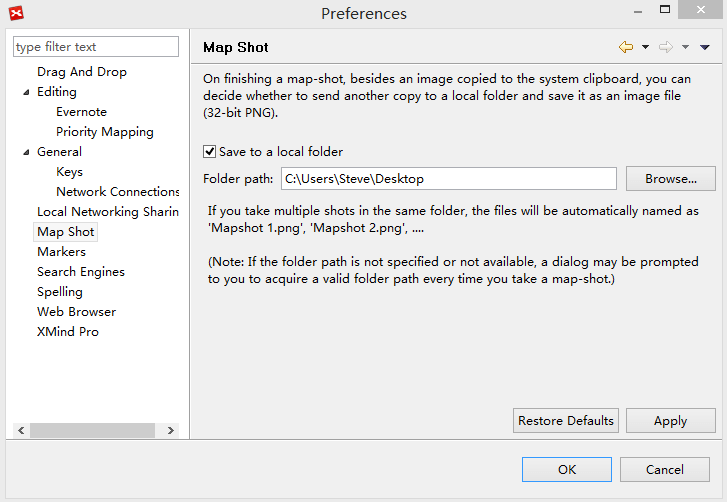 Preferences
type filter text
Drag And Drop
Editing
Evernote
Priority Mapping
General
Keys
Network Connections
Local Networking Sharin
Map Shot
Markers
Search Engines
Spelling
Web Browser
XMind Pro
Map Shot
On finishing a map-shot, besides an image copied to the system clipboard, you can
decide whether to send another copy to a local folder and save it as an image file
(32-bit PNG).
Save to a local folder
Folder path: C:\Users\Steve\Desktop Browse...
If you take multiple shots in the same folder, the files will be automatically named as
'Mapshot 1.png', 'Mapshot 2.png', ....
(Note: If the folder path is not specified or not available, a dialog may be prompted
to you to acquire a valid folder path every time you take a map-shot.)
Restore Defaults Apply
OK Cancel